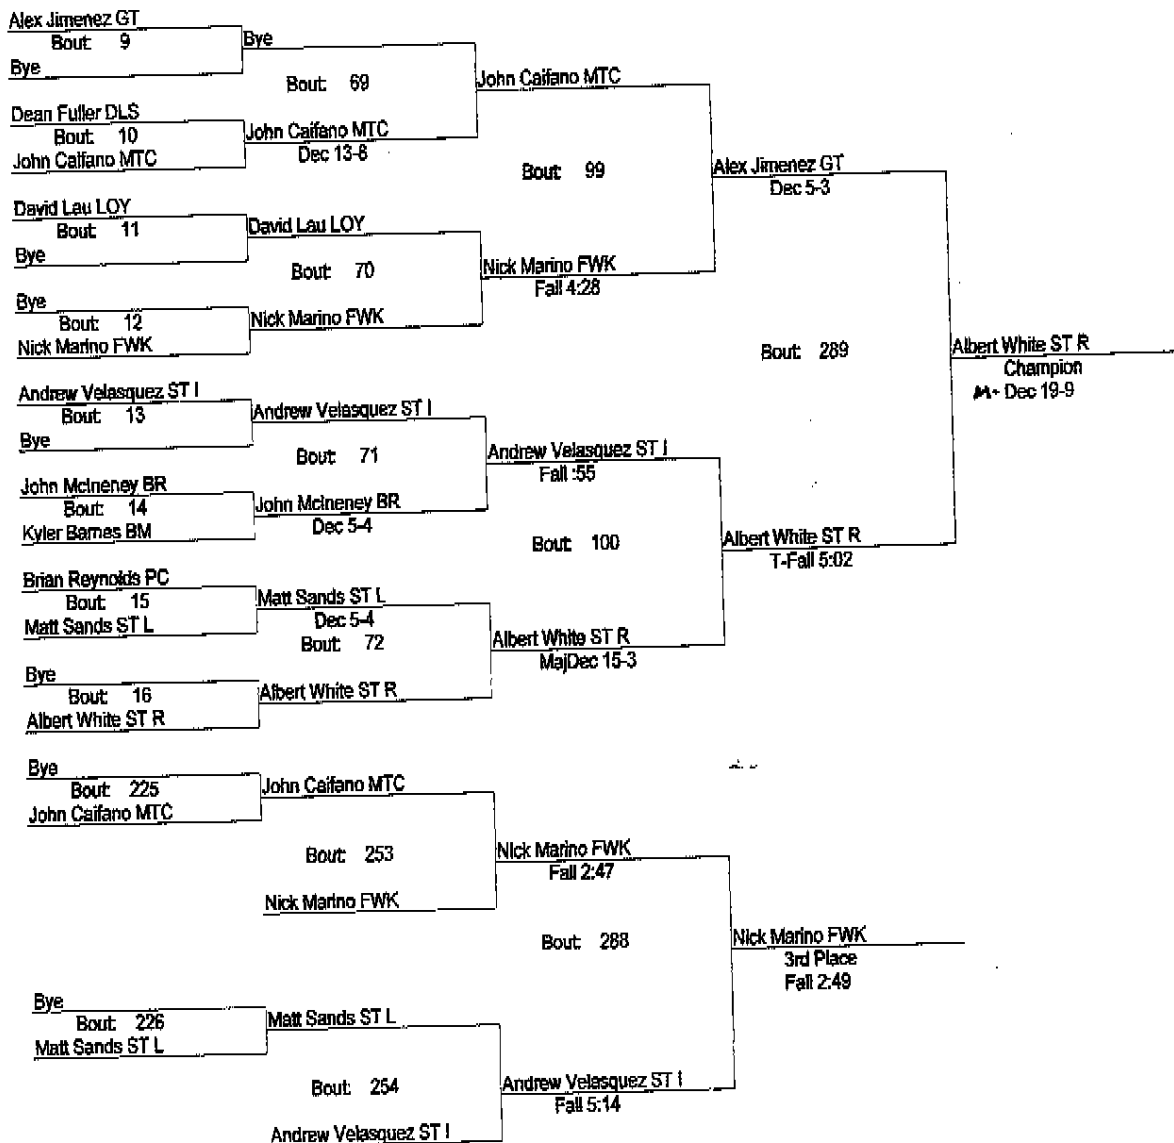 Alex Jimenez GT
Bout: 9
Bye
Bye
Bout: 69
John Caifano MTC
Dean Fuller DLS
Bout: 10
John Caifano MTC
John Caifano MTC
Dec 13-8
Bout: 99
Alex Jimenez GT
Dec 5-3
David Lau LOY
Bout: 11
Bye
David Lau LOY
Bout: 70
Nick Marino FWK
Fall 4:28
Bye
Bout: 12
Nick Marino FWK
Nick Marino FWK
Bout: 289
Albert White ST R
Champion
M- Dec 19-9
Andrew Velasquez ST I
Bout: 13
Bye
Andrew Velasquez ST I
Bout: 71
Andrew Velasquez ST I
Fall :55
John McIneney BR
Bout: 14
Kyler Barnes BM
John McIneney BR
Dec 5-4
Bout: 100
Albert White ST R
T-Fall 5:02
Brian Reynolds PC
Bout: 15
Matt Sands ST L
Matt Sands ST L
Dec 5-4
Bout: 72
Albert White ST R
MajDec 15-3
Bye
Bout: 16
Albert White ST R
Albert White ST R
Bye
Bout: 225
John Caifano MTC
John Caifano MTC
Bout: 253
Nick Marino FWK
Fall 2:47
Nick Marino FWK
Bout: 288
Nick Marino FWK
3rd Place
Fall 2:49
Bye
Bout: 226
Matt Sands ST L
Matt Sands ST L
Bout: 254
Andrew Velasquez ST I
Fall 5:14
Andrew Velasquez ST I